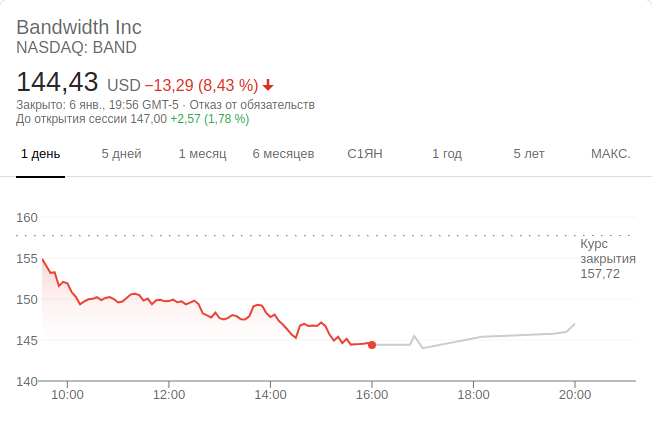 Bandwidth Inc
NASDAQ: BAND
144,43 USD −13,29 (8,43 %)
Закрыто: 6 янв., 19:56 GMT-5 · Отказ от обязательств
До открытия сессии 147,00 +2,57 (1,78 %)
1 день 5 дней 1 месяц 6 месяцев С1ЯН 1 год 5 лет МАКС.
160
Курс
закрытия
157,72
155
150
145
140
10:00 12:00 14:00 16:00 18:00 20:00